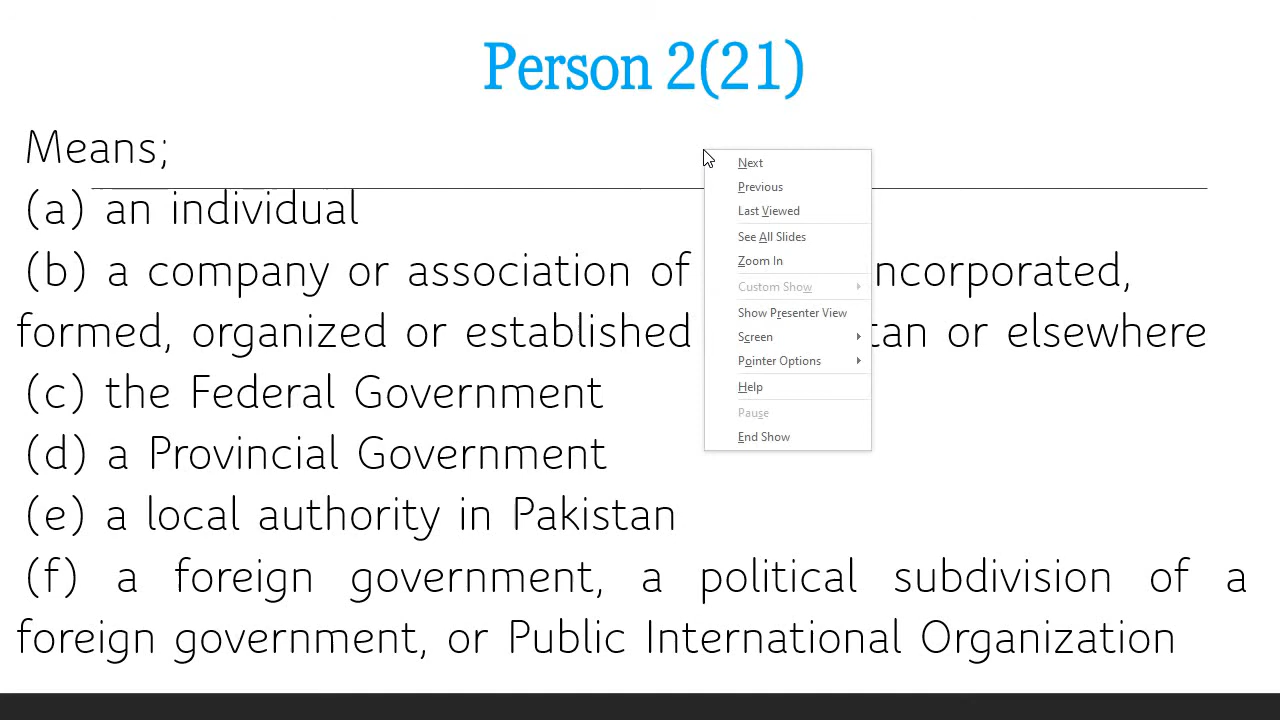 Person 2(21)
Means;
(a) an individual
(b) a company or association of ncorporated,
formed, organized or established tan or elsewhere
(c) the Federal Government
(d) a Provincial Government
(e) a local authority in Pakistan
(f) a foreign government, a political subdivision of a
foreign government, or Public International Organization
Next
Previous
Last Viewed
See All Slides
Zoom In
Custom Show
Show Presenter View
Screen
Pointer Options
Help
Pause
End Show